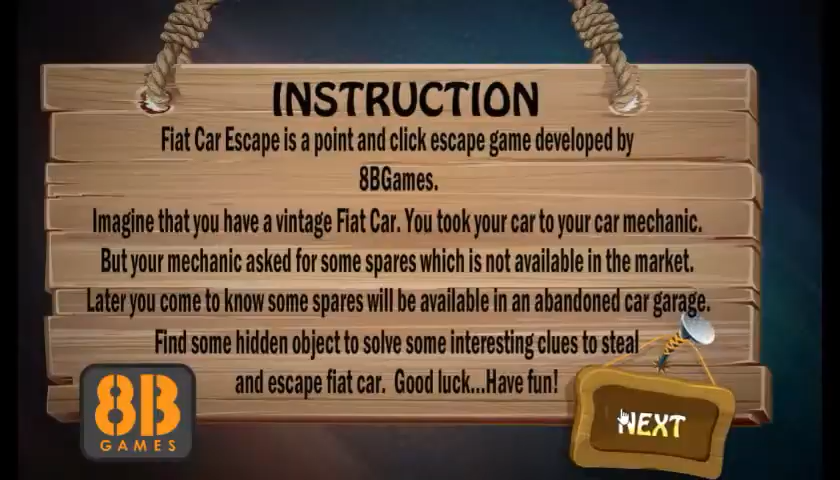 INSTRUCTION
Fiat Car Escape is a point and click escape game developed by
8BGames.
Imagine that you have a vintage Fiat Car. You took your car to your car mechanic.
But your mechanic asked for some spares which is not available in the market.
Later you come to know some spares will be available in an abandoned car garage.
Find some hidden object to solve some interesting clues to steal
and escape fiat car. Good luck...Have fun!
8B
GAMES
NEXT